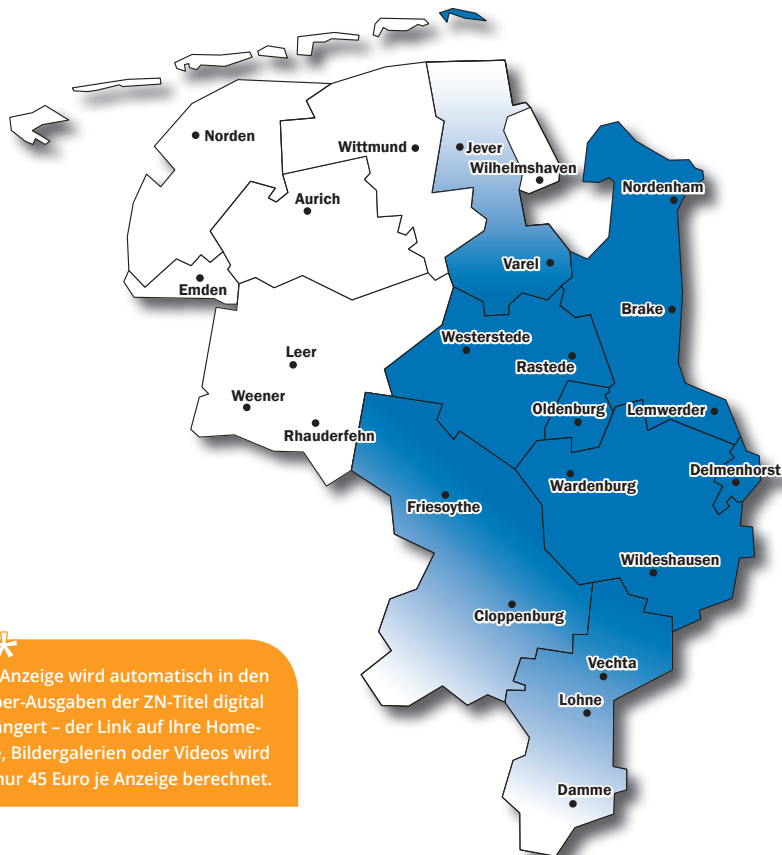 Norden
Wittmund
Jever
Wilhelmshaven
Nordenham
Aurich
Varel
Emden
Brake
Westerstede
Leer
Rastede
Weener
Oldenburg
Lemwerder
Rhauderfehn
Delmenhorst
Wardenburg
Friesoythe
Wildeshausen
Cloppenburg
*
Anzeige wird automatisch in den
per-Ausgaben der ZN-Titel digital
ängert – der Link auf Ihre Home-
, Bildergalerien oder Videos wird
nur 45 Euro je Anzeige berechnet.
Vechta
Lohne
Damme